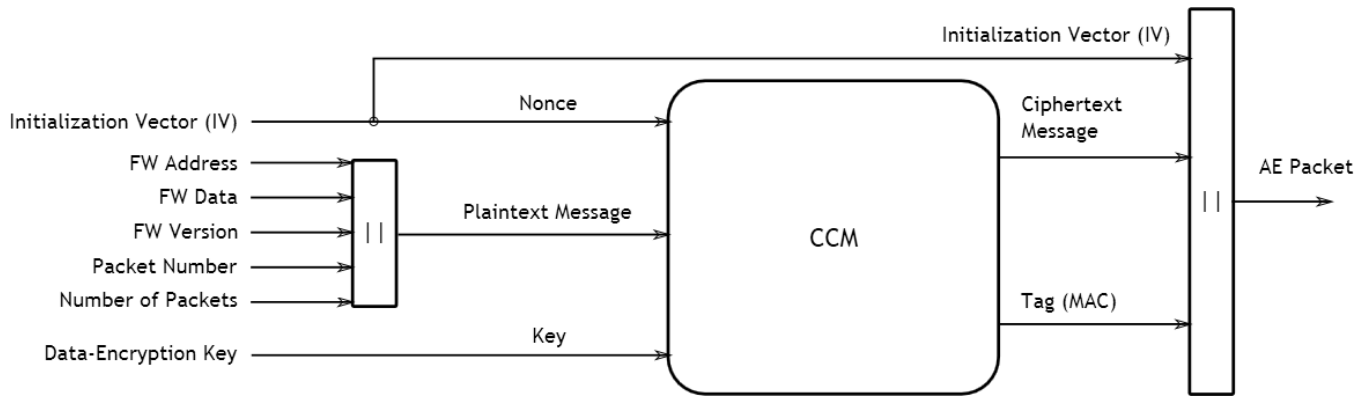 Initialization Vector (IV)
Nonce
Ciphertext
Message
Initialization Vector (IV)
FW Address
FW Data
FW Version
Packet Number
Number of Packets
||
Plaintext Message
CCM
||
AE Packet
Tag (MAC)
Key
Data-Encryption Key